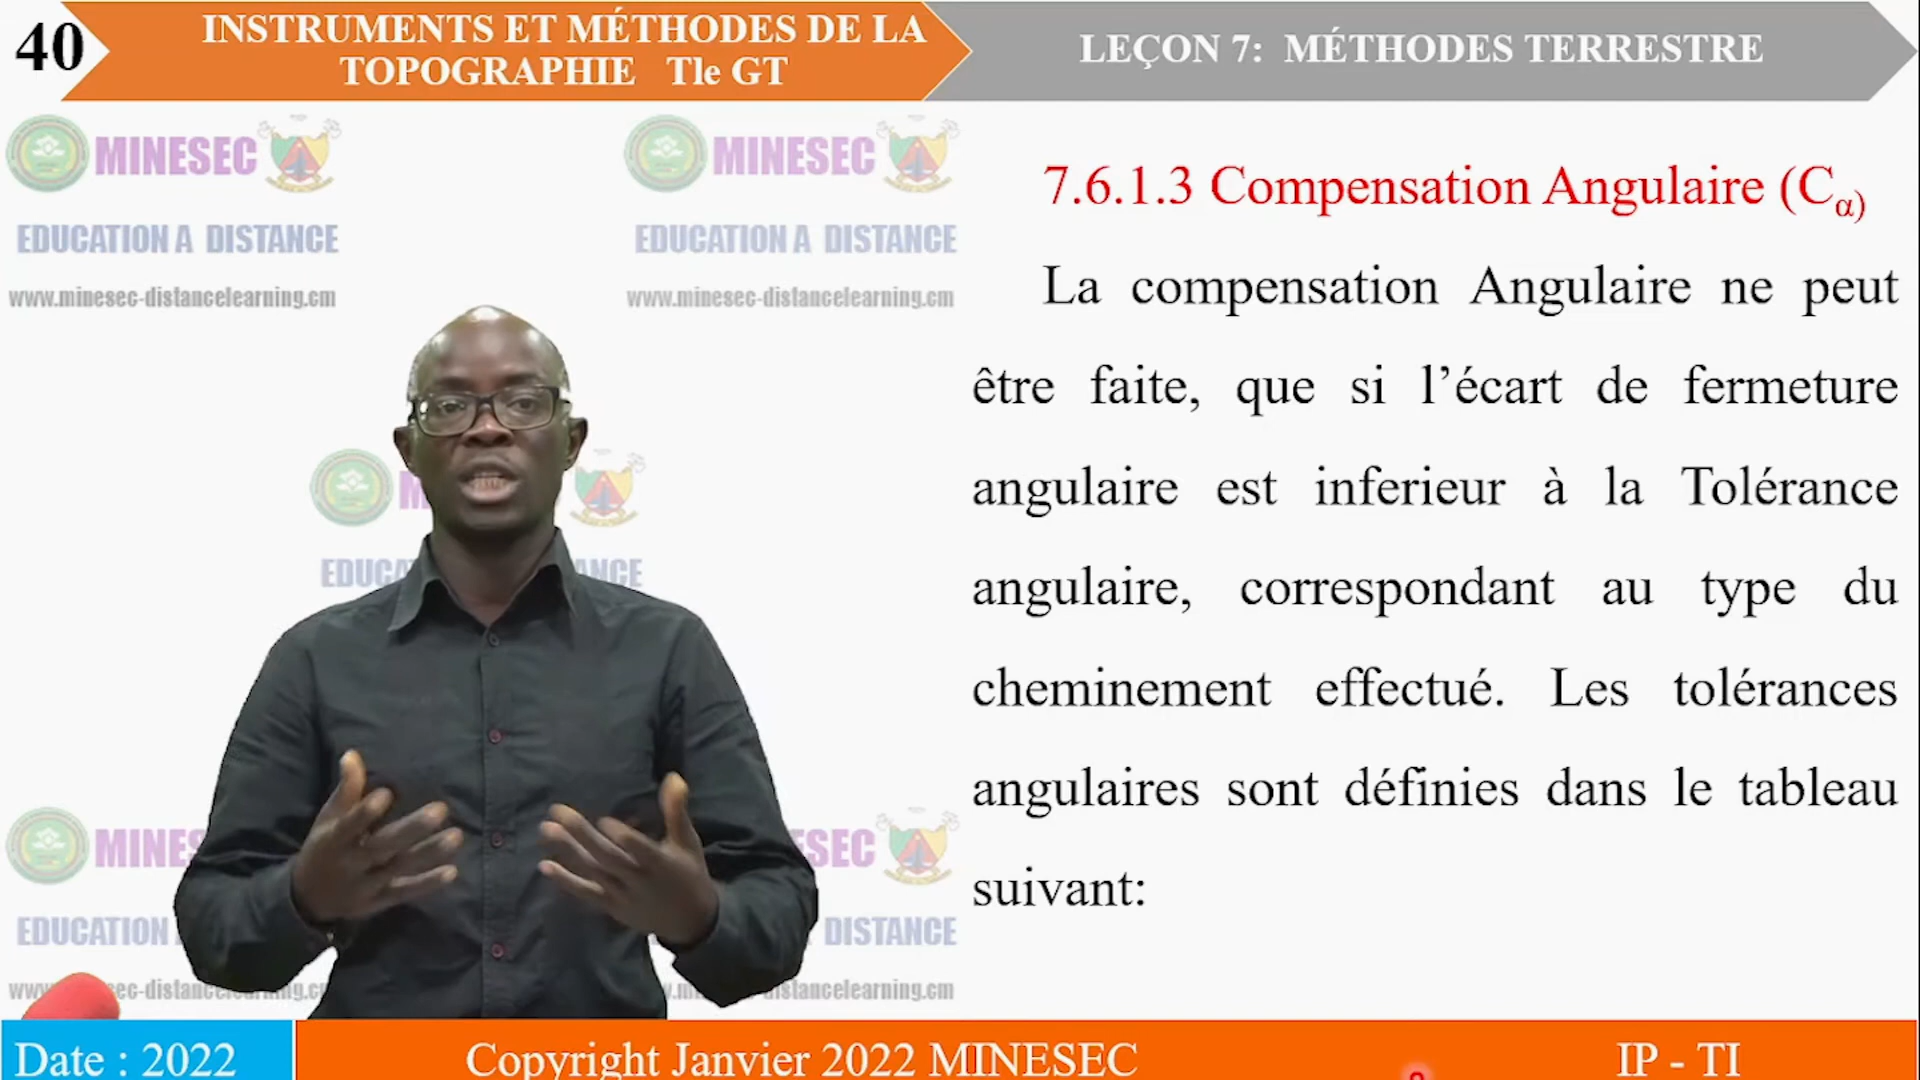 40
INSTRUMENTS ET MÉTHODES DE LA
TOPOGRAPHIE Tle GT
LEÇON 7: MÉTHODES TERRESTRE
MINESEC
EDUCATION A DISTANCE
www.minesec-distancelearning.cm
MINESEC
EDUCATION A DISTANCE
www.minesec-distancelearning.cm
7.6.1.3 Compensation Angulaire (Cα)
La compensation Angulaire ne peut
être faite, que si l’écart de fermeture
angulaire est inferieur à la Tolérance
angulaire, correspondant au type du
cheminement effectué. Les tolérances
angulaires sont définies dans le tableau
suivant:
EDUCATION
DISTANCE
Date : 2022
Copyright Janvier 2022 MINESEC
IP - TI